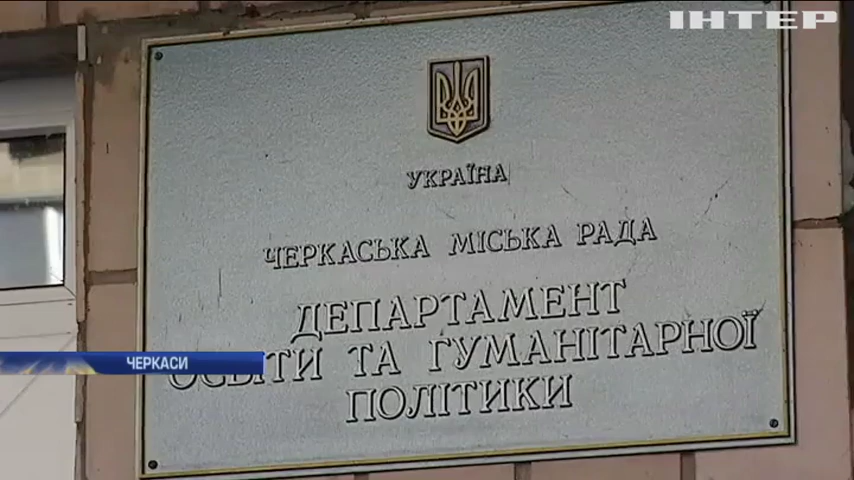 ІНТЕР
УКРАЇНА
ЧЕРКАСЬКА МІСЬКА РАДА
ДЕПАРТАМЕНТ
ОСВІТИ ТА ГУМАНІТАРНОЇ
ПОЛІТИКИ
ЧЕРКАСИ